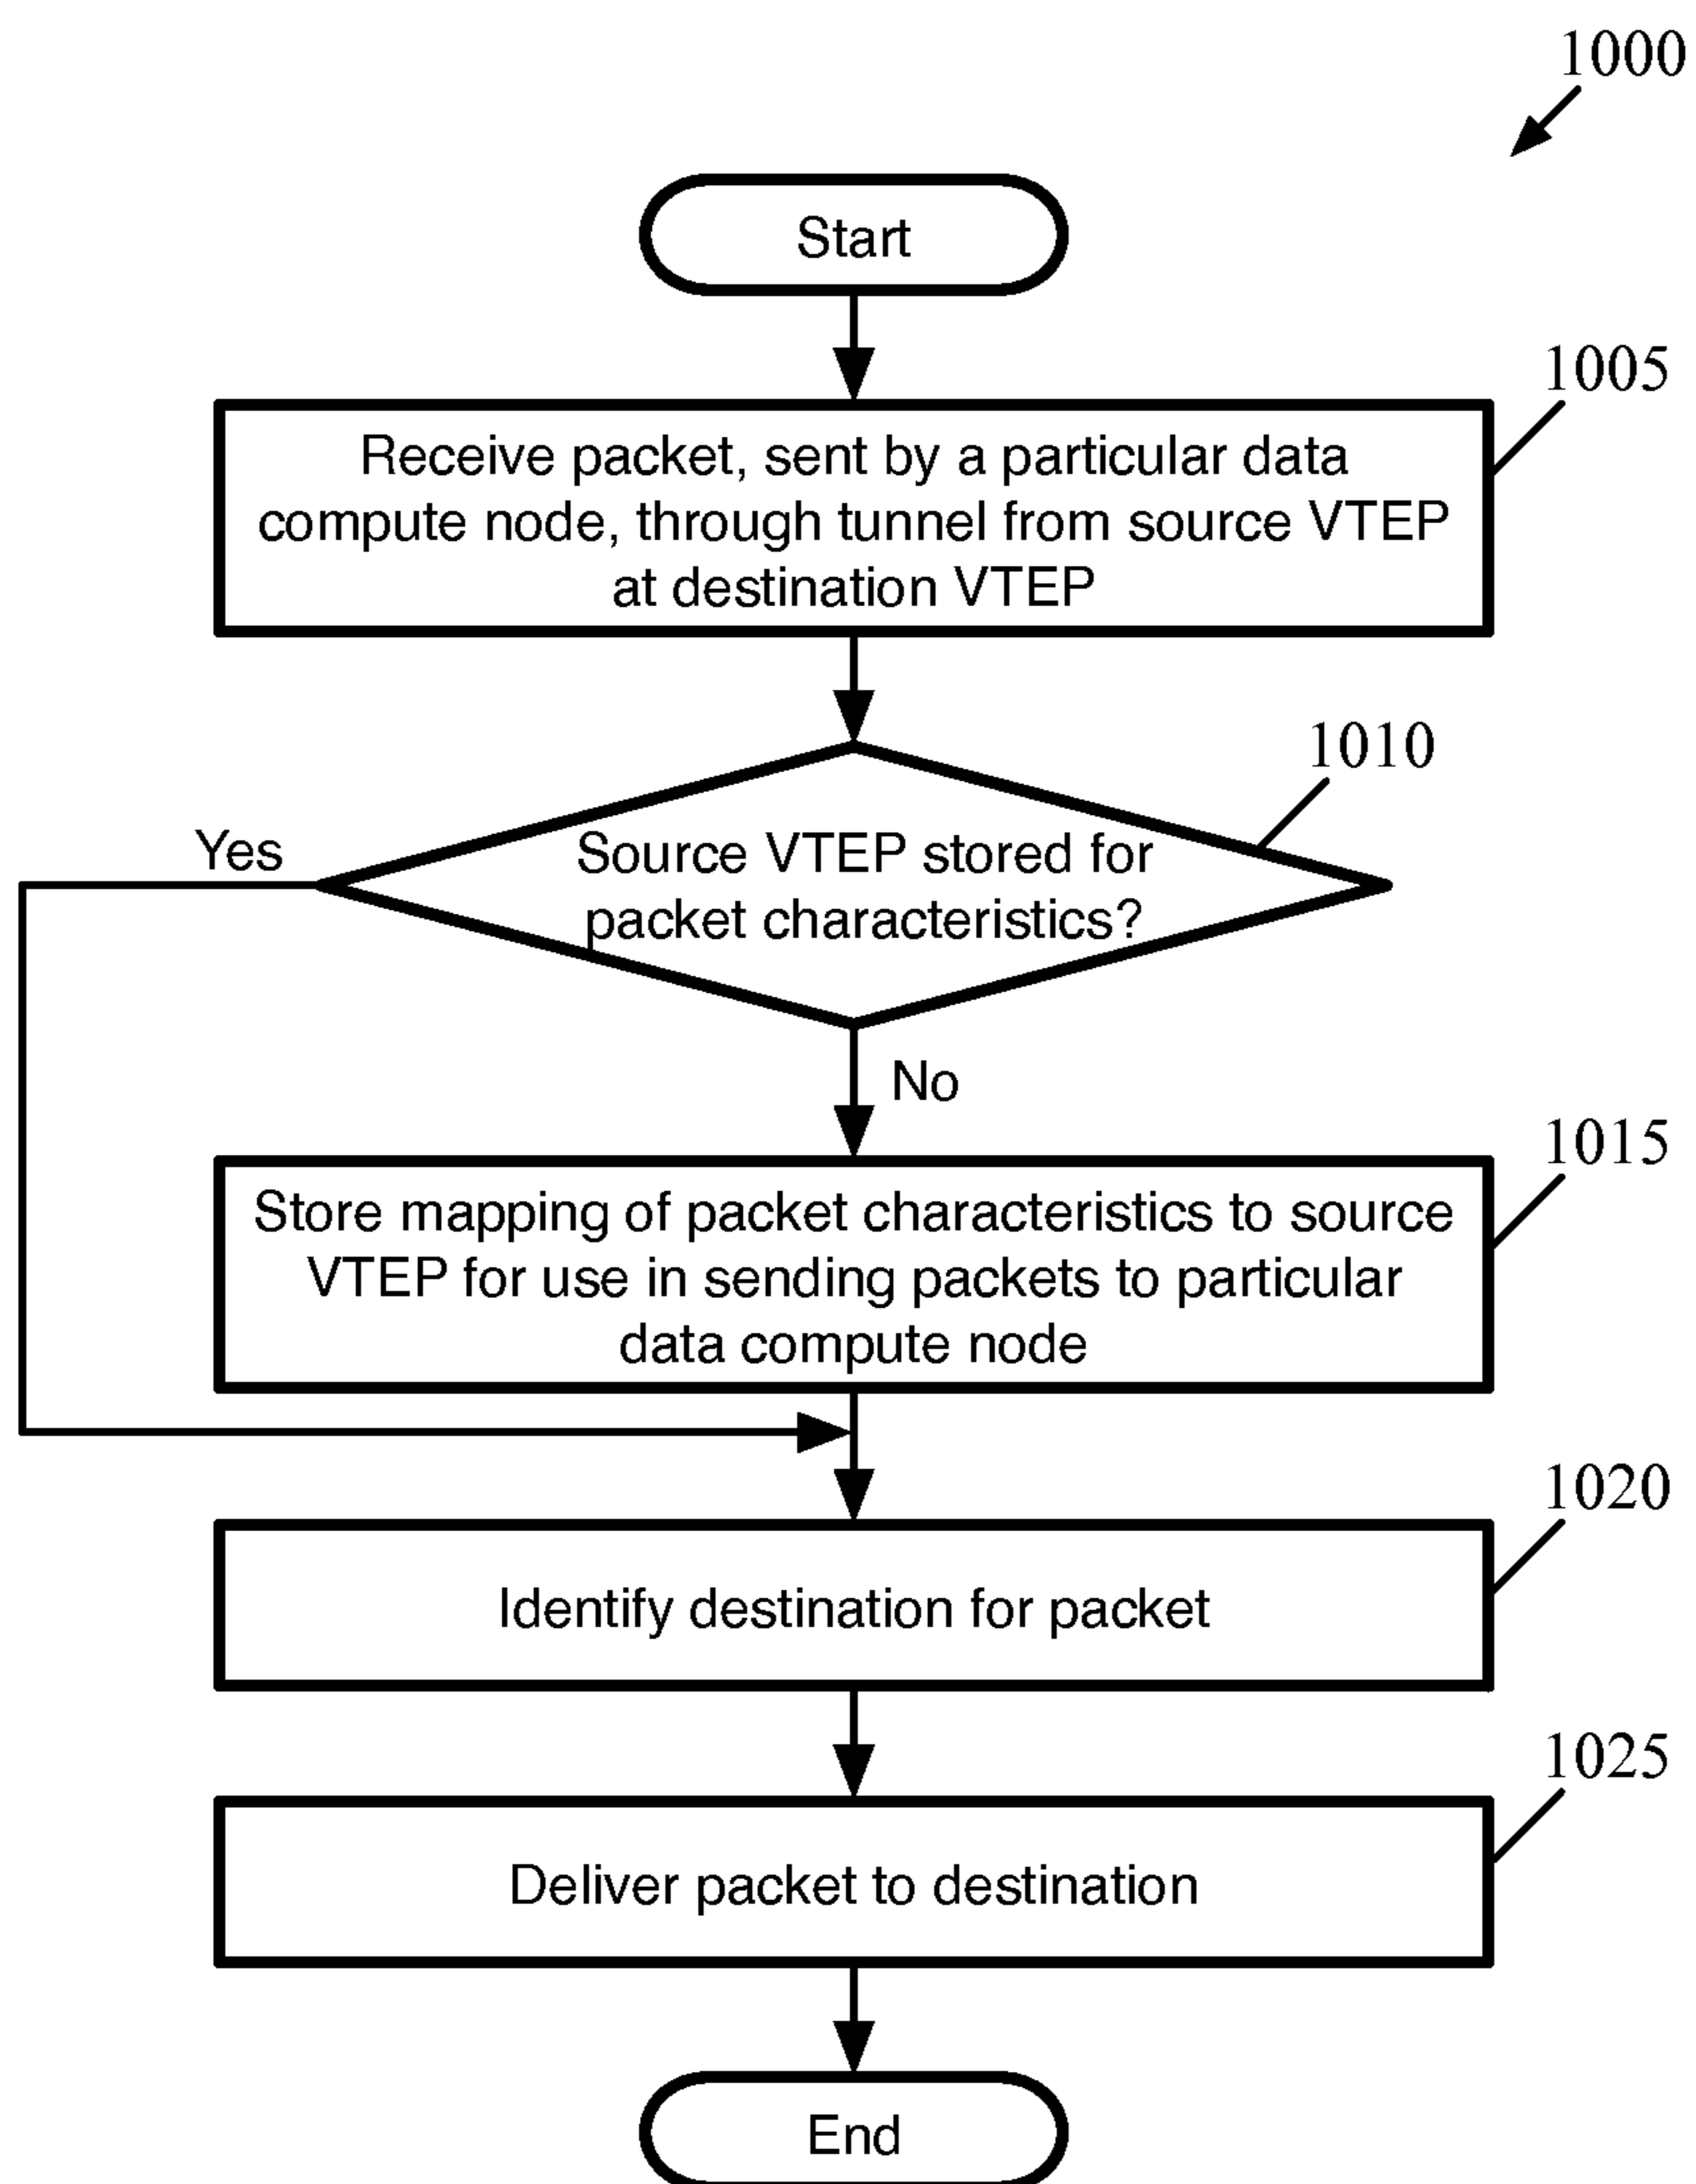 1000
Start
1005
Receive packet, sent by a particular data
compute node, through tunnel from source VTEP
at destination VTEP
1010
Yes
Source VTEP stored for
packet characteristics?
No
1015
Store mapping of packet characteristics to source
VTEP for use in sending packets to particular
data compute node
1020
Identify destination for packet
1025
Deliver packet to destination
End